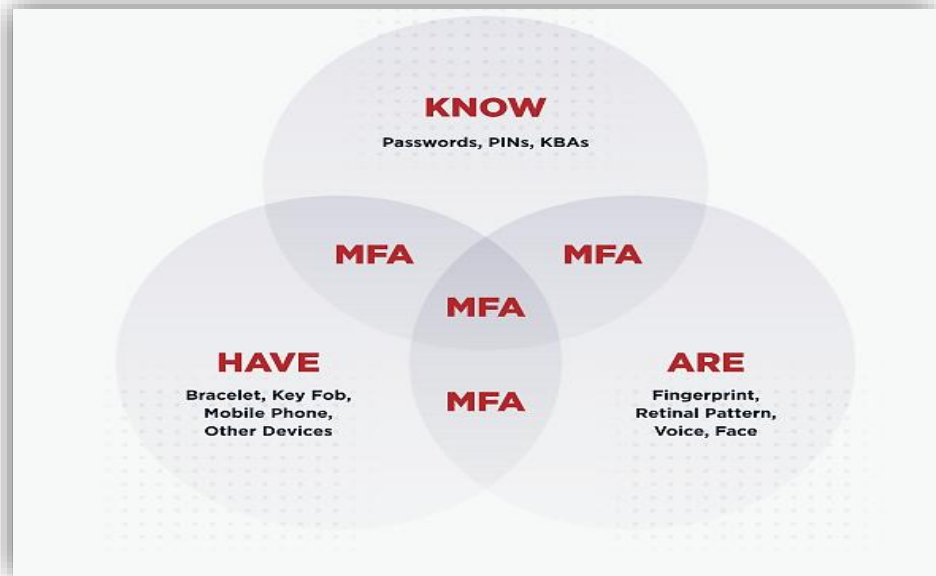 KNOW
Passwords, PINs, KBAs
MFA
MFA
MFA
HAVE
Bracelet, Key Fob,
Mobile Phone,
Other Devices
MFA
ARE
Fingerprint,
Retinal Pattern,
Voice, Face